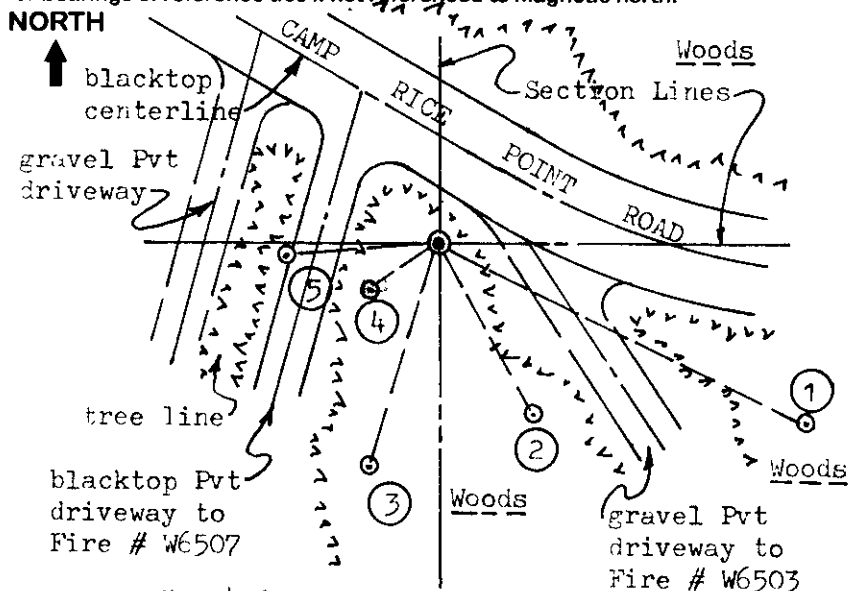 NORTH
blacktop
centerline
gravel Pvt
driveway
CAMP RICE POINT ROAD
Woods
Section Lines
5
4
1
2
3
tree line
blacktop Pvt
driveway to
Fire # W6507
Woods
Woods
gravel Pvt
driveway to
Fire # W6503